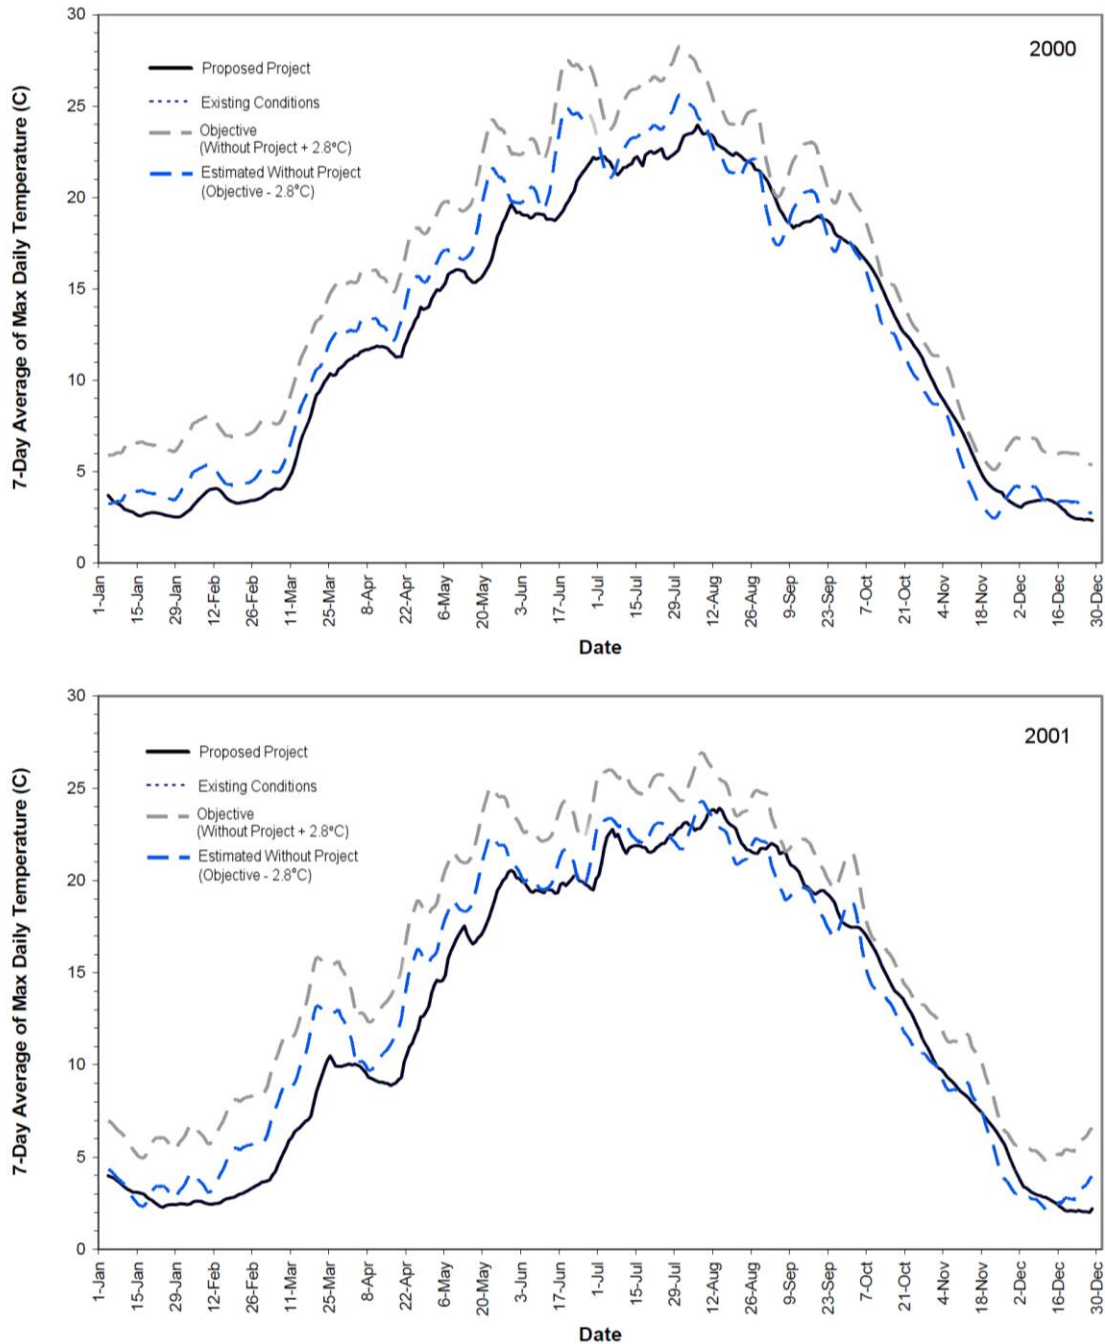 30
25
20
15
10
5
0
7-Day Average of Max Daily Temperature (C)
2000
Proposed Project
Existing Conditions
Objective
(Without Project + 2.8°C)
Estimated Without Project
(Objective - 2.8°C)
1-Jan
15-Jan
29-Jan
12-Feb
26-Feb
11-Mar
25-Mar
8-Apr
22-Apr
6-May
20-May
3-Jun
17-Jun
1-Jul
15-Jul
29-Jul
12-Aug
26-Aug
9-Sep
23-Sep
7-Oct
21-Oct
4-Nov
18-Nov
2-Dec
16-Dec
30-Dec
Date
30
25
20
15
10
5
0
7-Day Average of Max Daily Temperature (C)
2001
Proposed Project
Existing Conditions
Objective
(Without Project + 2.8°C)
Estimated Without Project
(Objective - 2.8°C)
1-Jan
15-Jan
29-Jan
12-Feb
26-Feb
11-Mar
25-Mar
8-Apr
22-Apr
6-May
20-May
3-Jun
17-Jun
1-Jul
15-Jul
29-Jul
12-Aug
26-Aug
9-Sep
23-Sep
7-Oct
21-Oct
4-Nov
18-Nov
2-Dec
16-Dec
30-Dec
Date